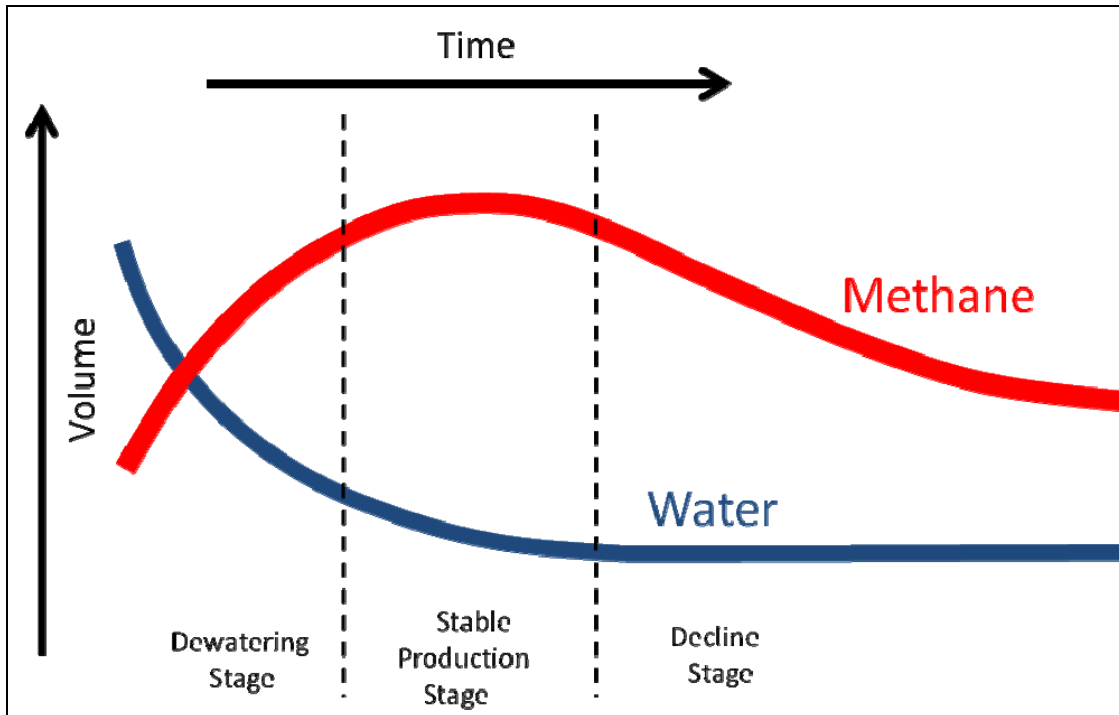 Time
Volume
Methane
Water
Dewatering
Stage
Stable
Production
Stage
Decline
Stage